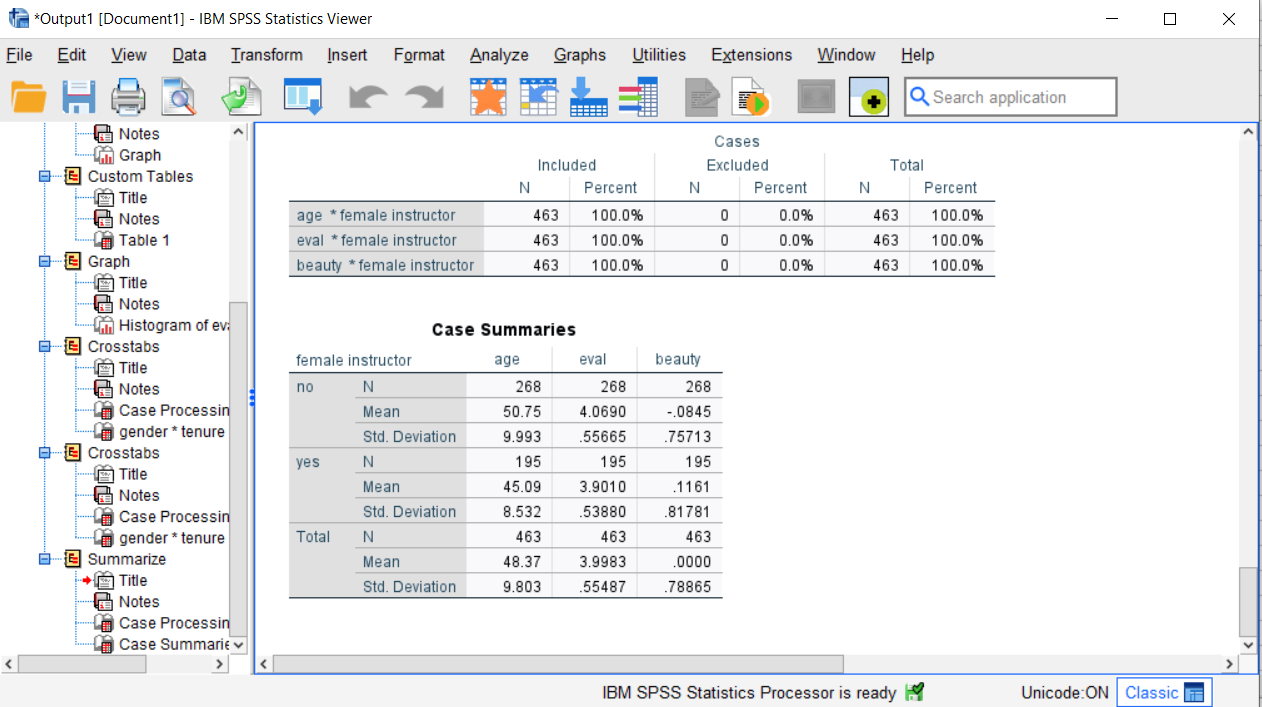 *Output1 [Document1] - IBM SPSS Statistics Viewer
File Edit View Data Transform Insert Format Analyze Graphs Utilities Extensions Window Help
Search application
Notes
Graph
Custom Tables
Title
Notes
Table 1
Graph
Title
Notes
Histogram of eva
Crosstabs
Title
Notes
Case Processin
gender * tenure
Crosstabs
Title
Notes
Case Processin
gender * tenure
Summarize
Title
Notes
Case Processin
Case Summarie
Cases
Included Excluded Total
N Percent N Percent N Percent
age * female instructor 463 100.0% 0 0.0% 463 100.0%
eval * female instructor 463 100.0% 0 0.0% 463 100.0%
beauty * female instructor 463 100.0% 0 0.0% 463 100.0%
Case Summaries
female instructor age eval beauty
no N 268 268 268
Mean 50.75 4.0690 -.0845
Std. Deviation 9.993 .55665 .75713
yes N 195 195 195
Mean 45.09 3.9010 .1161
Std. Deviation 8.532 .53880 .81781
Total N 463 463 463
Mean 48.37 3.9983 .0000
Std. Deviation 9.803 .55487 .78865
IBM SPSS Statistics Processor is ready Unicode:ON Classic